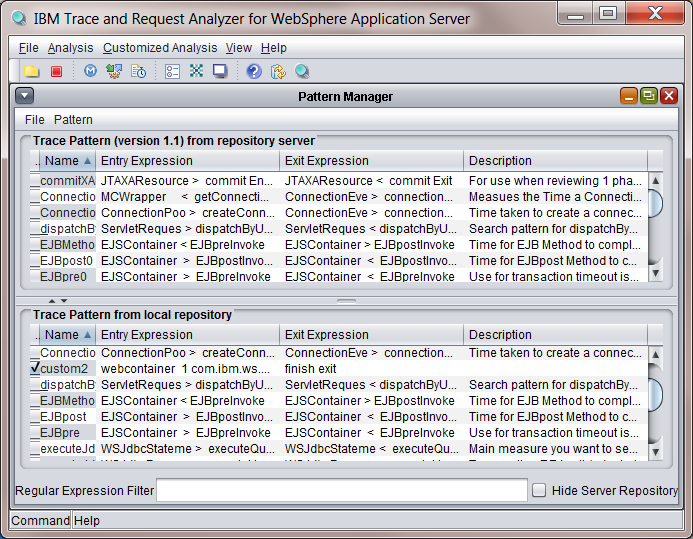 IBM Trace and Request Analyzer for WebSphere Application Server
File Analysis Customized Analysis View Help
Pattern Manager
File Pattern
Trace Pattern (version 1.1) from repository server
.. Name Entry Expression Exit Expression Description
commitXA JTAXAResource > commit En... JTAXAResource < commit Exit For use when reviewing 1 pha...
Connectio MCWrapper < getConnecti... ConnectionEve > connection... Measues the Time a Connecti...
Connectio ConnectionPoo > createConn... ConnectionEve > connection... Time taken to create a connec...
dispatchB ServletReques > dispatchByU... ServletReques < dispatchByU... Search pattern for dispatchBy...
EJBMetho EJSContainer < EJBpreInvoke EJSContainer > EJBpostInvoc... Time for EJB Method to compl...
EJBpost0 EJSContainer > EJBpostInvo... EJSContainer < EJBpostInvo... Time for EJBpost Method to c...
EJBpre0 EJSContainer > EJBpreInvoke EJSContainer < EJBpreInvoke Use for transaction timeout is...
Trace Pattern from local repository
.. Name Entry Expression Exit Expression Description
Connectio ConnectionPoo > createConn... ConnectionEve > connection... Time taken to create a connec...
custom2 webcontainer 1 com.ibm.ws.... finish exit
dispatchB ServletReques > dispatchByU... ServletReques < dispatchByU... Search pattern for dispatchBy...
EJBMetho EJSContainer < EJBpreInvoke EJSContainer > EJBpostInvoc... Time for EJB Method to compl...
EJBpost EJSContainer > EJBpostInvo... EJSContainer < EJBpostInvo... Time for EJBpost Method to c...
EJBpre EJSContainer > EJBpreInvoke EJSContainer < EJBpreInvoke Use for transaction timeout is...
executeJd WSJdbcStateme > executeQu... WSJdbcStateme < executeQu... Main measure you want to se...
Regular Expression Filter Hide Server Repository
Command Help